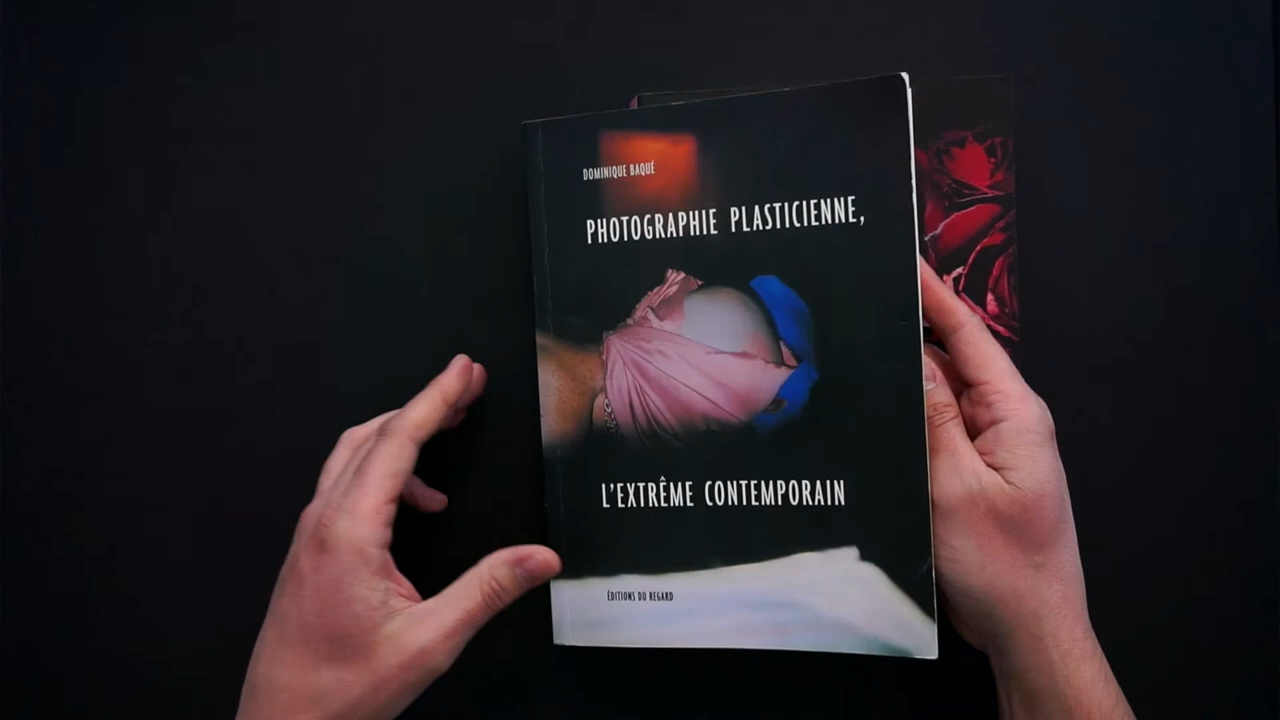 DOMINIQUE BAQUÉ
PHOTOGRAPHIE PLASTICIENNE,
L'EXTRÊME CONTEMPORAIN
ÉDITIONS DU REGARD